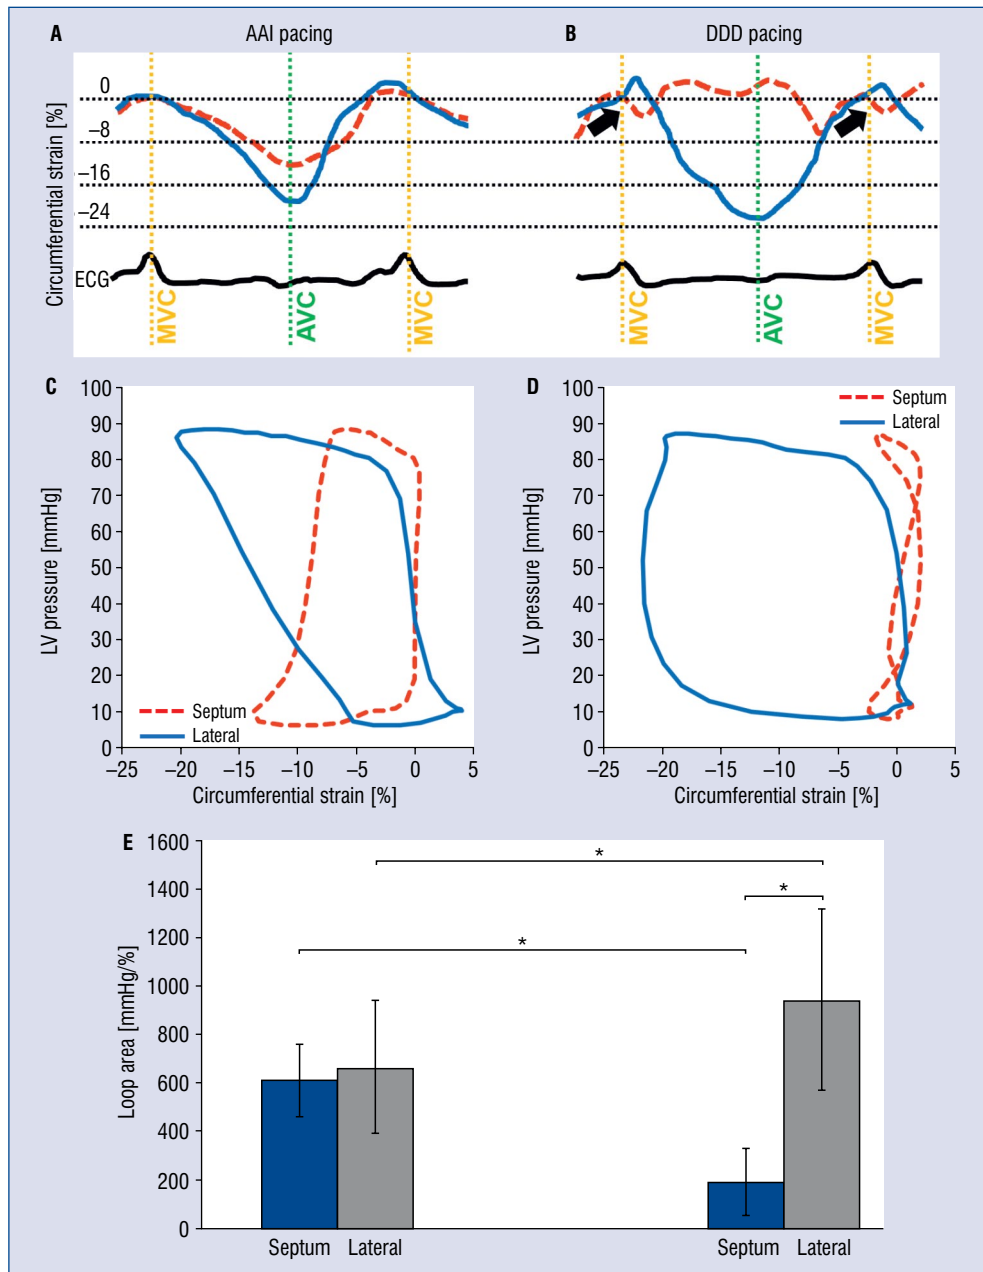 A AAI pacing
B DDD pacing
Circumferential strain [%]
0
–8
–16
–24
ECG
MVC
AVC
MVC
MVC
AVC
MVC
C
LV pressure [mmHg]
100
90
80
70
60
50
40
30
20
10
0
Septum
Lateral
–25 –20 –15 –10 –5 0 5
Circumferential strain [%]
D
LV pressure [mmHg]
100
90
80
70
60
50
40
30
20
10
0
Septum
Lateral
–25 –20 –15 –10 –5 0 5
Circumferential strain [%]
E
Loop area [mmHg/%]
1600
1400
1200
1000
800
600
400
200
0
*
*
*
Septum Lateral Septum Lateral